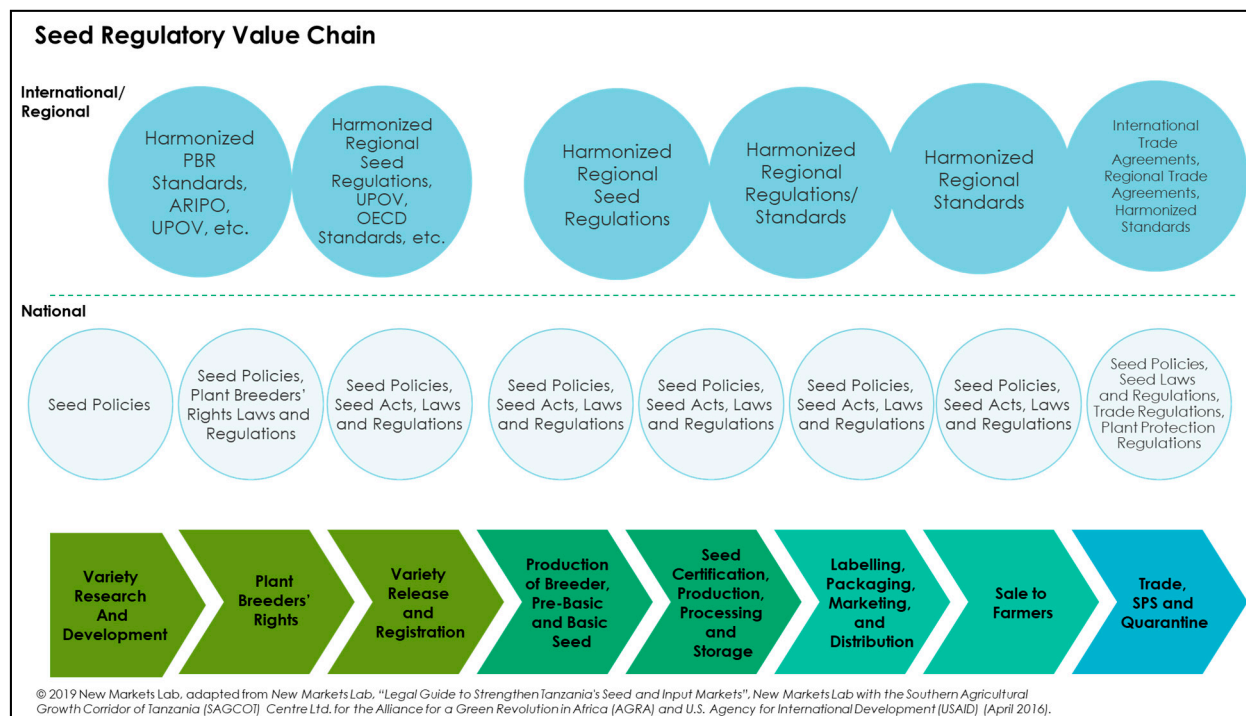 Seed Regulatory Value Chain
International/
Regional
Harmonized
PBR
Standards,
ARIPO,
UPOV, etc.
Harmonized
Regional
Seed
Regulations,
UPOV,
OECD
Standards, etc.
Harmonized
Regional
Seed
Regulations
Harmonized
Regional
Regulations/
Standards
Harmonized
Regional
Standards
International
Trade
Agreements,
Regional Trade
Agreements,
Harmonized
Standards
National
Seed Policies
Seed Policies,
Plant Breeders'
Rights Laws and
Regulations
Seed Policies,
Seed Acts, Laws
and Regulations
Seed Policies,
Seed Acts, Laws
and Regulations
Seed Policies,
Seed Acts, Laws
and Regulations
Seed Policies,
Seed Acts, Laws
and Regulations
Seed Policies,
Seed Acts, Laws
and Regulations
Seed Policies,
Seed Laws
and Regulations,
Trade Regulations,
Plant Protection
Regulations
Variety
Research
And
Development
Plant
Breeders'
Rights
Variety
Release and
Registration
Production
of Breeder,
Pre-Basic
and Basic
Seed
Seed
Certification,
Production,
Processing
and
Storage
Labelling,
Packaging,
Marketing,
and
Distribution
Sale to
Farmers
Trade,
SPS and
Quarantine
© 2019 New Markets Lab, adapted from New Markets Lab, “Legal Guide to Strengthen Tanzania's Seed and Input Markets”, New Markets Lab with the Southern Agricultural
Growth Corridor of Tanzania (SAGCOT) Centre Ltd. for the Alliance for a Green Revolution in Africa (AGRA) and U.S. Agency for International Development (USAID) (April 2016).